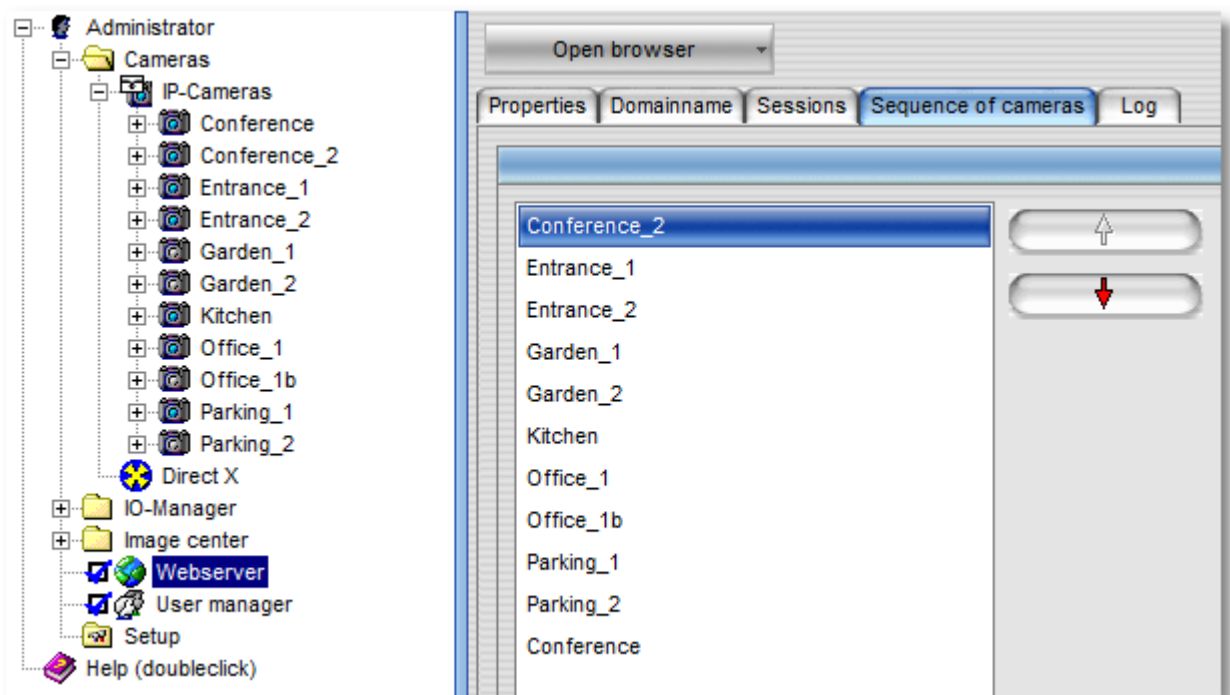 Administrator
Cameras
IP-Cameras
Conference
Conference_2
Entrance_1
Entrance_2
Garden_1
Garden_2
Kitchen
Office_1
Office_1b
Parking_1
Parking_2
Direct X
IO-Manager
Image center
Webserver
User manager
Setup
Help (doubleclick)
Open browser
Properties Domainname Sessions Sequence of cameras Log
Conference_2
Entrance_1
Entrance_2
Garden_1
Garden_2
Kitchen
Office_1
Office_1b
Parking_1
Parking_2
Conference